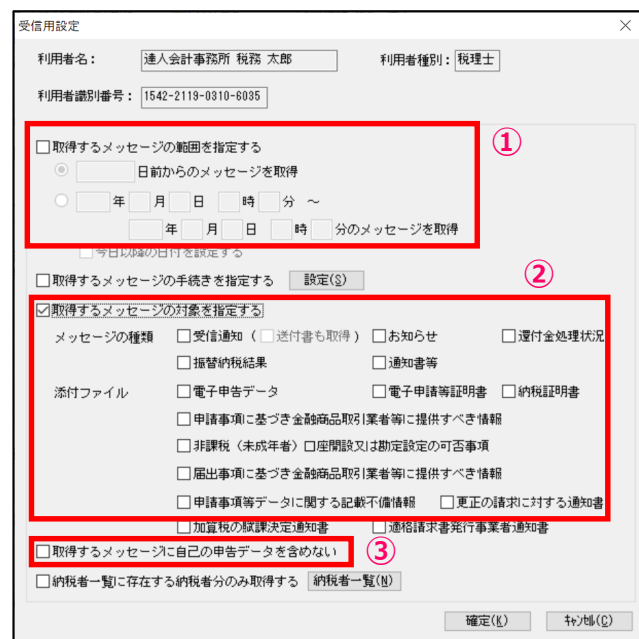 受信用設定
利用者名： 達人会計事務所 税務 太郎 利用者種別： 税理士
利用者識別番号： 1542-2119-0310-6035
取得するメッセージの範囲を指定する ①
日前からのメッセージを取得
年 月 日 時 分 ～
年 月 日 時 分のメッセージを取得
今日以降の日付を設定する
取得するメッセージの手続きを指定する 設定(S) ②
取得するメッセージの対象を指定する
メッセージの種類 受信通知（ 送付書も取得） お知らせ 還付金処理状況
振替納税結果 通知書等
添付ファイル 電子申告データ 電子申請等証明書 納税証明書
申請事項に基づき金融商品取引業者等に提供すべき情報
非課税（未成年者）口座開設又は勘定設定の可否事項
届出事項に基づき金融商品取引業者等に提供すべき情報
申請事項等データに関する記載不備情報 更正の請求に対する通知書
加算税の賦課決定通知書 適格請求書発行事業者通知書
取得するメッセージに自己の申告データを含めない ③
納税者一覧に存在する納税者分のみ取得する 納税者一覧(N)
確定(K) ｷｬﾝｾﾙ(C)